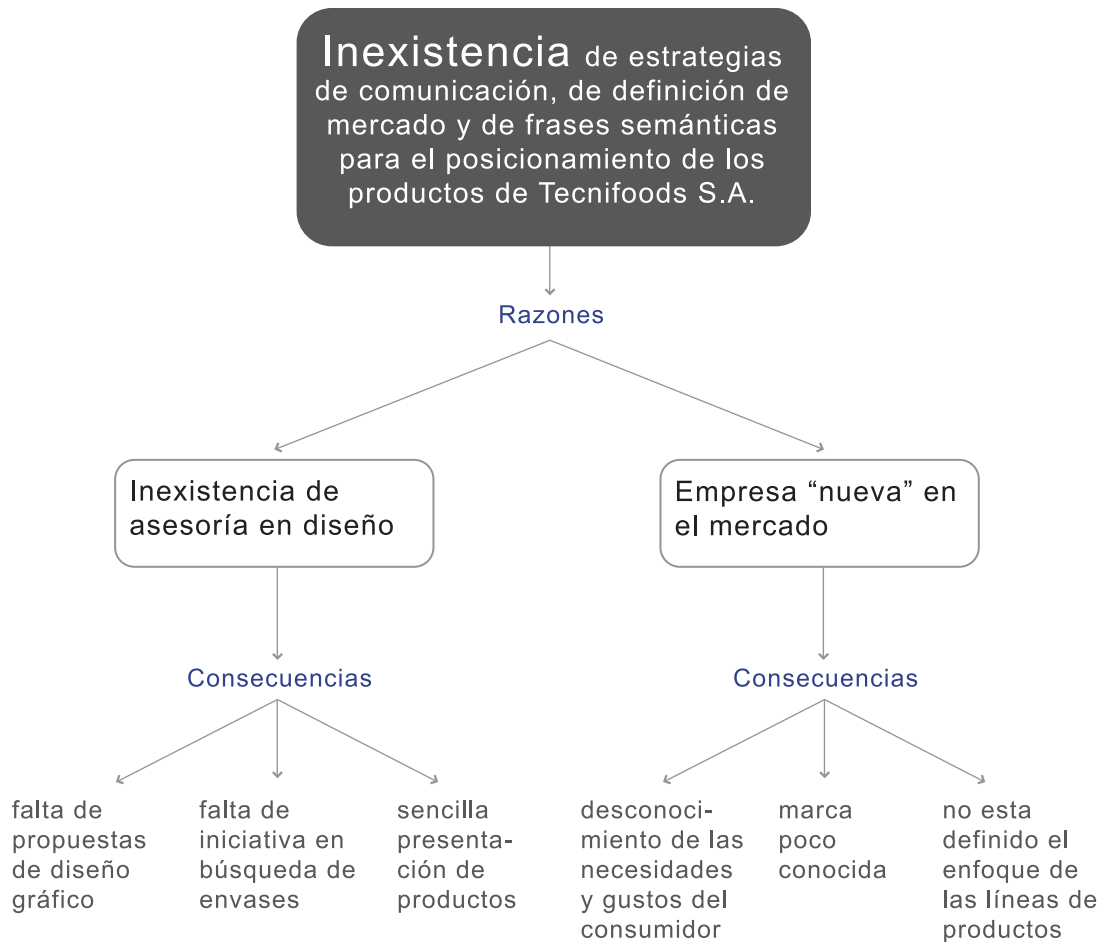 Inexistencia de estrategias
de comunicación, de definición de
mercado y de frases semánticas
para el posicionamiento de los
productos de Tecnifoods S.A.
Razones
Inexistencia de
asesoría en diseño
Empresa “nueva” en
el mercado
Consecuencias
Consecuencias
falta de
propuestas
de diseño
gráfico
falta de
iniciativa en
búsqueda de
envases
sencilla
presenta-
ción de
productos
desconoci-
miento de las
necesidades
y gustos del
consumidor
marca
poco
conocida
no esta
definido el
enfoque de
las líneas de
productos